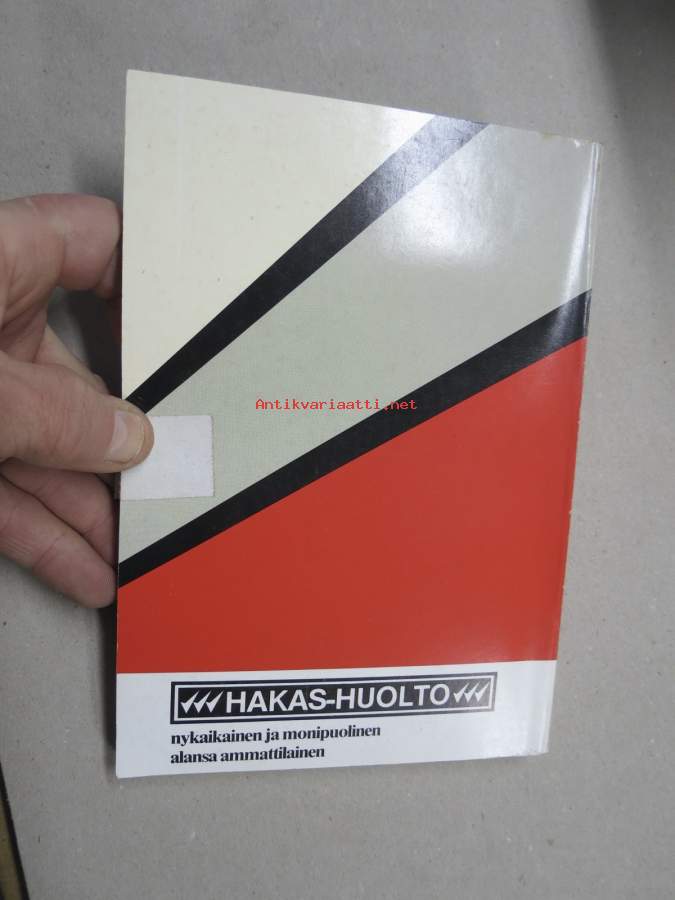 Antikvariaatti.net
HAKAS-HUOLTO
nykaikainen ja monipuolinen
alansa ammattilainen